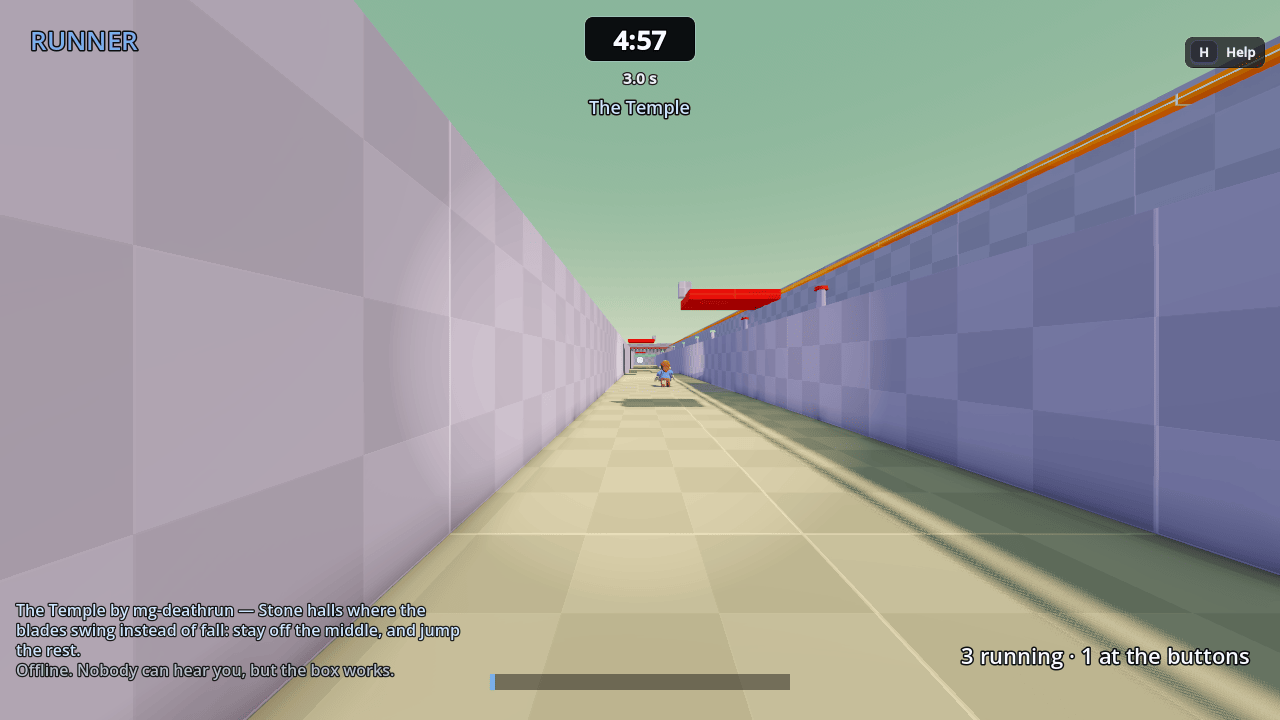 RUNNER
4:57
3.0 s
The Temple
H Help
The Temple by mg-deathrun — Stone halls where the
blades swing instead of fall: stay off the middle, and jump
the rest.
Offline. Nobody can hear you, but the box works.
3 running · 1 at the buttons